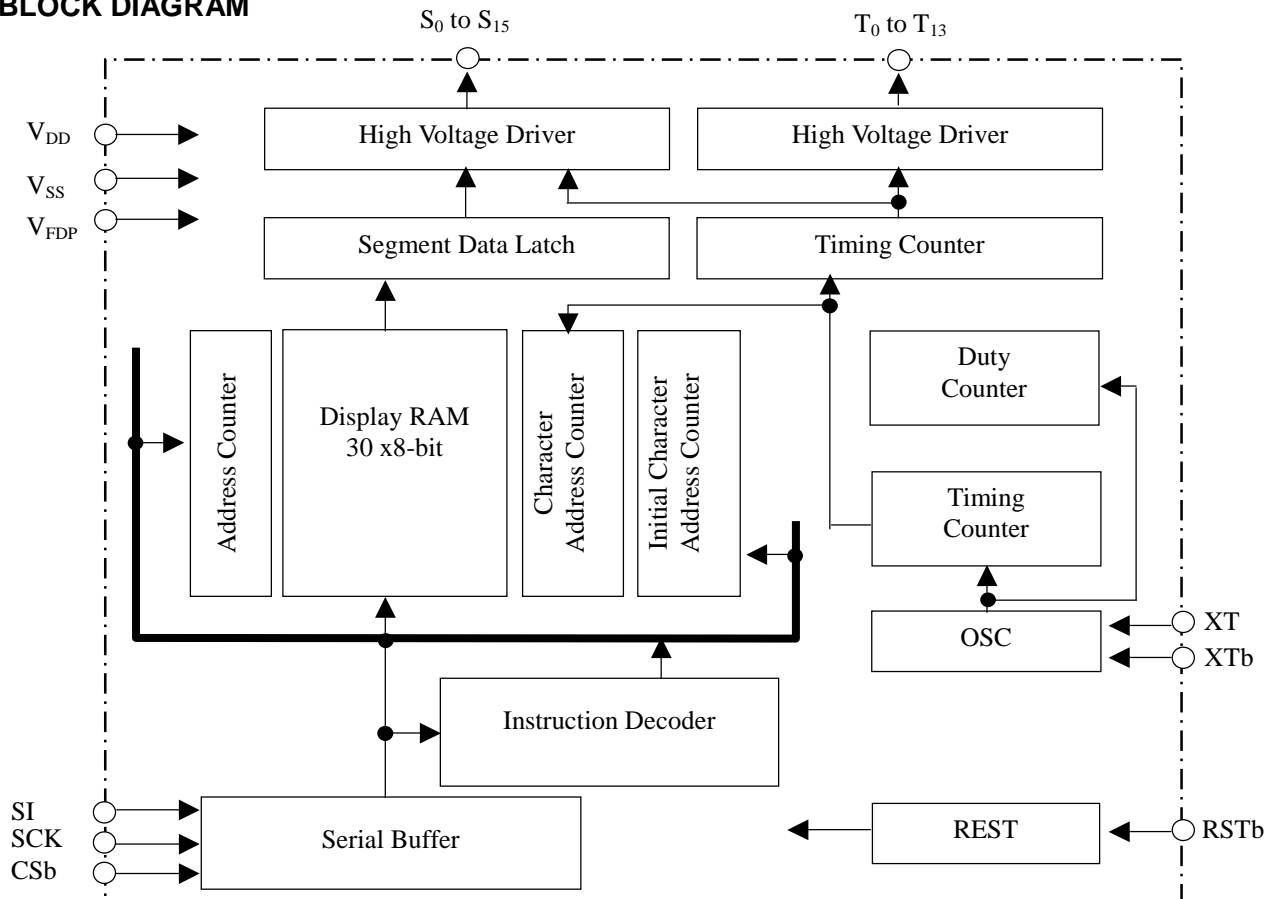 BLOCK DIAGRAM
S0 to S15
T0 to T13
VDD
High Voltage Driver
High Voltage Driver
VSS
VFDP
Segment Data Latch
Timing Counter
Address Counter
Display RAM
30 x8-bit
Character
Address Counter
Initial Character
Address Counter
Duty
Counter
Timing
Counter
OSC
XT
XTb
Instruction Decoder
SI
SCK
CSb
Serial Buffer
REST
RSTb